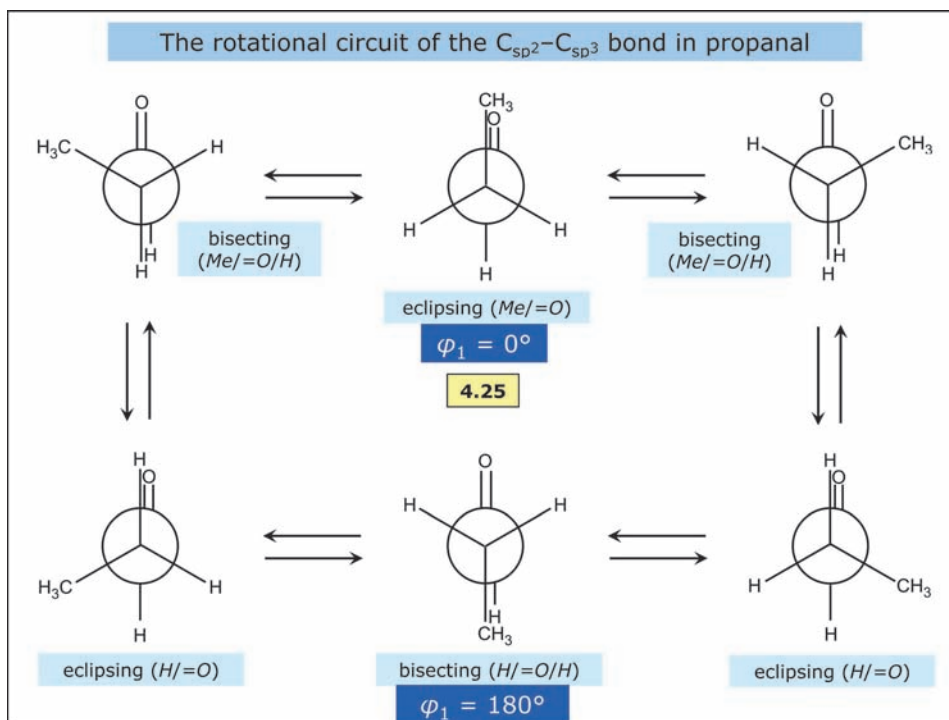 The rotational circuit of the Csp2–Csp3 bond in propanal
O
H3C
H
H
H
bisecting
(Me/=O/H)
CH3
O
H
H
H
eclipsing (Me/=O)
φ1 = 0°
4.25
O
H
CH3
H
H
bisecting
(Me/=O/H)
H
O
H3C
H
H
eclipsing (H/=O)
O
H
H
H
CH3
bisecting (H/=O/H)
φ1 = 180°
H
O
H
CH3
H
eclipsing (H/=O)